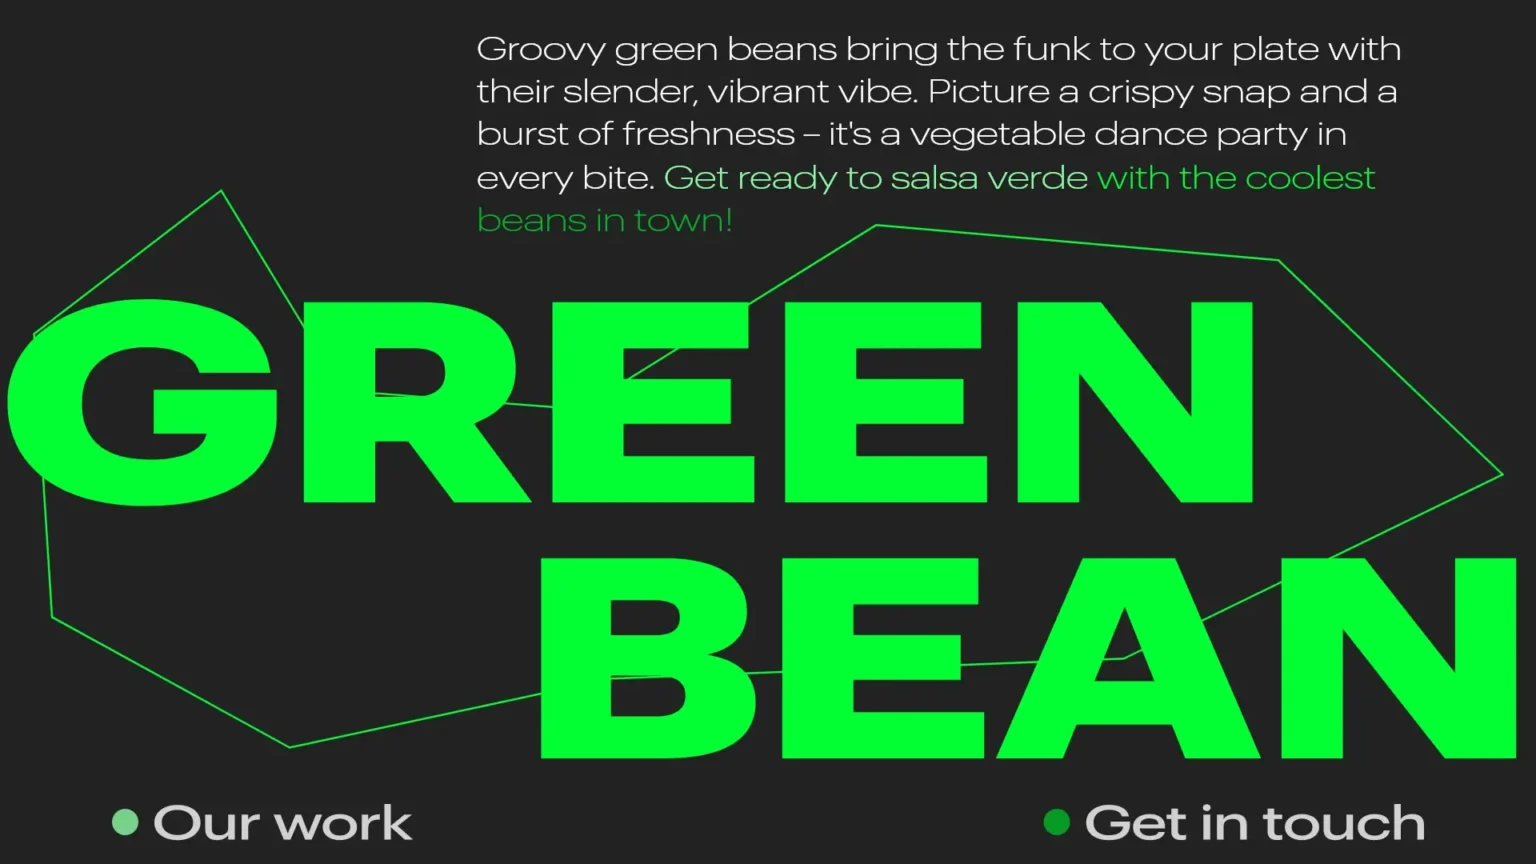 Groovy green beans bring the funk to your plate with
their slender, vibrant vibe. Picture a crispy snap and a
burst of freshness – it's a vegetable dance party in
every bite. Get ready to salsa verde with the coolest
beans in town!
GREEN
BEAN
Our work
Get in touch